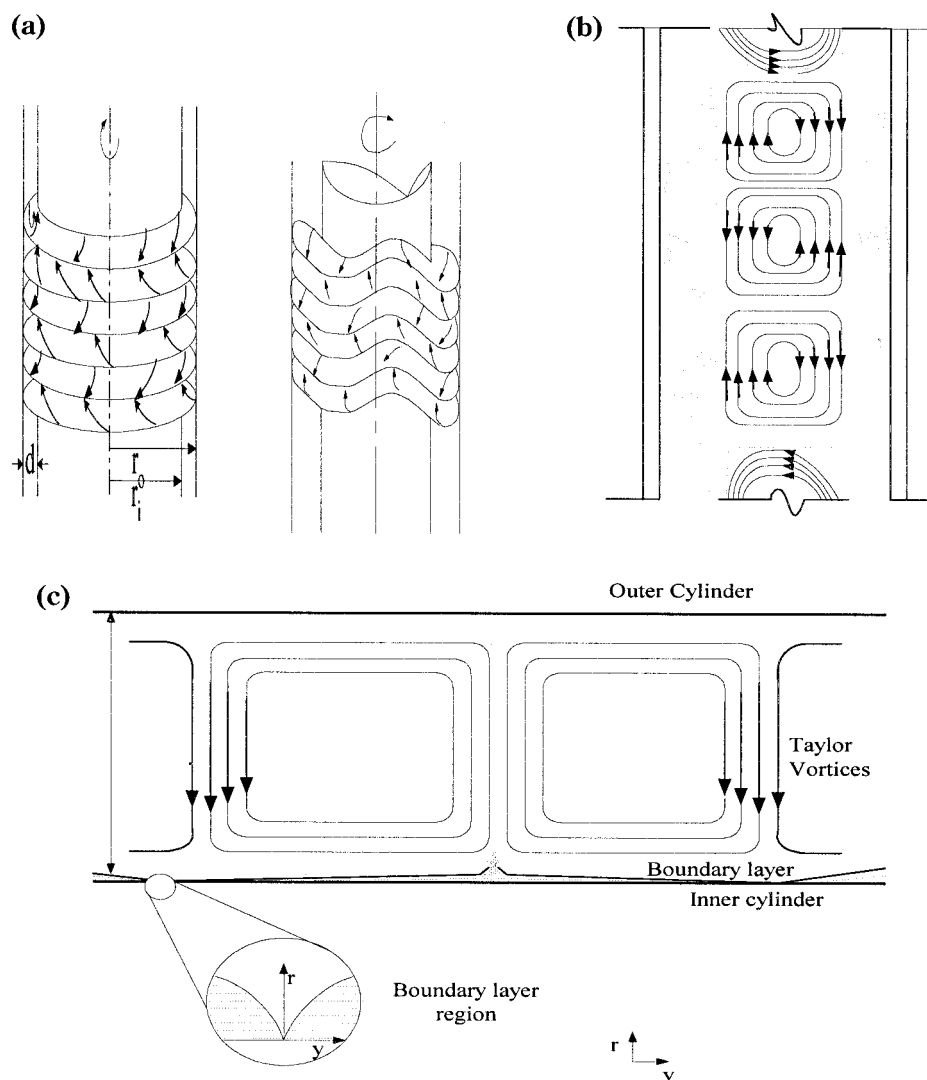 (a)
(b)
d
r
o
r
i
(c)
Outer Cylinder
Taylor
Vortices
Boundary layer
Inner cylinder
r
y
Boundary layer
region
r
y